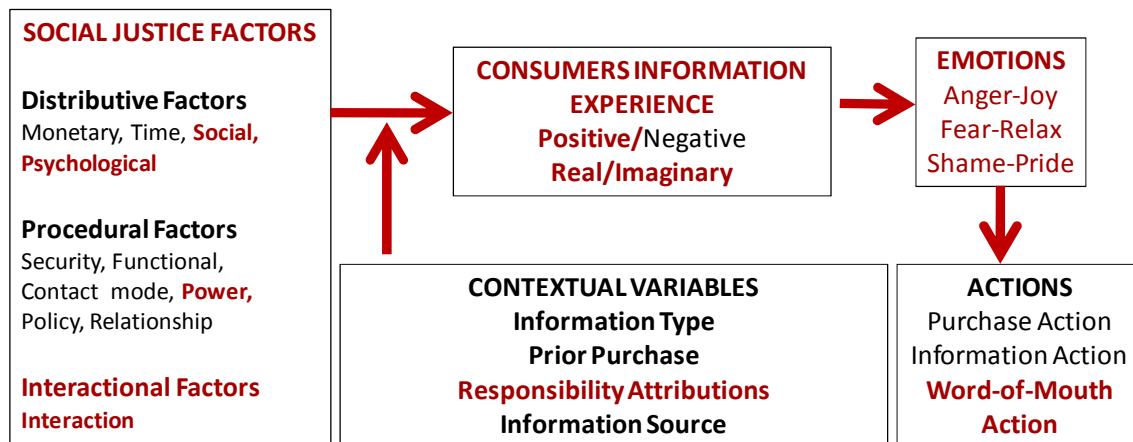 SOCIAL JUSTICE FACTORS
Distributive Factors
Monetary, Time, Social,
Psychological
Procedural Factors
Security, Functional,
Contact mode, Power,
Policy, Relationship
Interactional Factors
Interaction
CONSUMERS INFORMATION
EXPERIENCE
Positive/Negative
Real/Imaginary
EMOTIONS
Anger-Joy
Fear-Relax
Shame-Pride
CONTEXTUAL VARIABLES
Information Type
Prior Purchase
Responsibility Attributions
Information Source
ACTIONS
Purchase Action
Information Action
Word-of-Mouth
Action